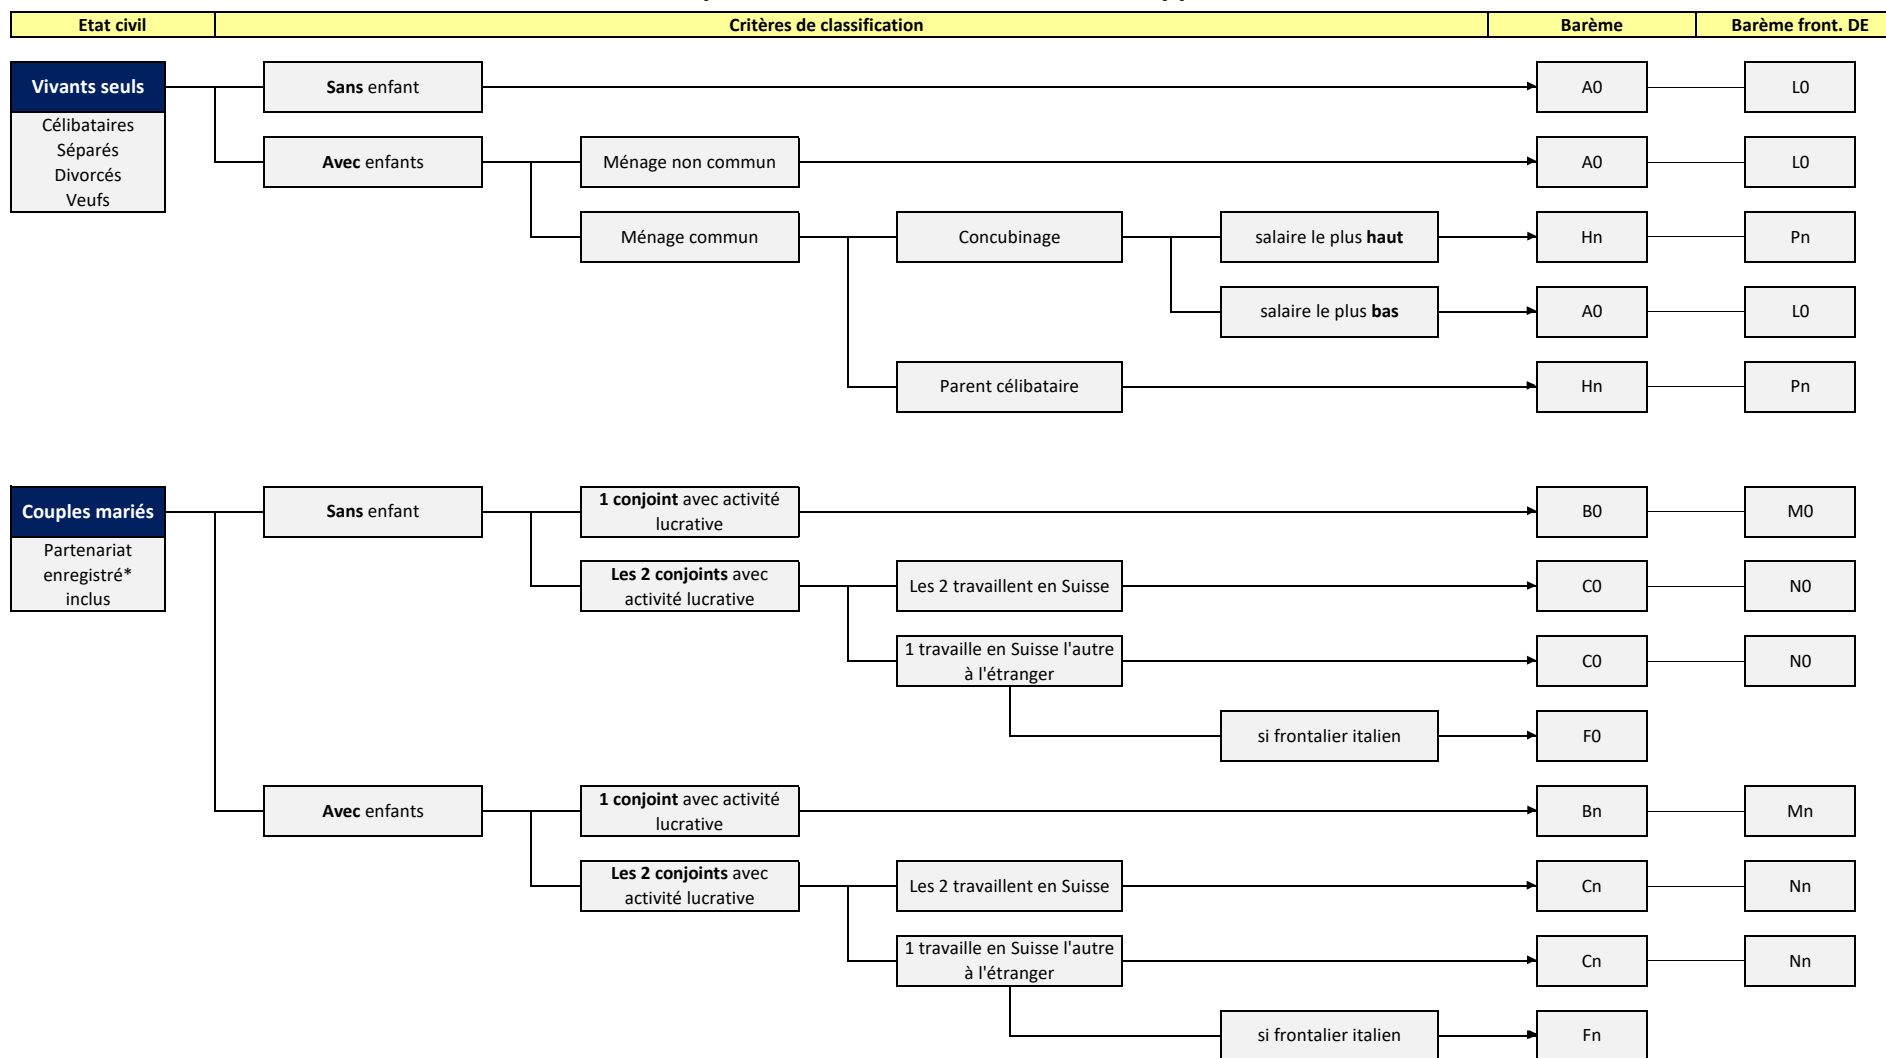 Etat civil Critères de classification Barème Barème front. DE
Vivants seuls Sans enfant A0 L0
Célibataires
Séparés
Divorcés
Veufs
Avec enfants Ménage non commun A0 L0
Ménage commun Concubinage salaire le plus haut Hn Pn
salaire le plus bas A0 L0
Parent célibataire Hn Pn
Couples mariés Sans enfant 1 conjoint avec activité
lucrative B0 M0
Partenariat
enregistré*
inclus
Les 2 conjoints avec
activité lucrative Les 2 travaillent en Suisse C0 N0
1 travaille en Suisse l'autre
à l'étranger C0 N0
si frontalier italien F0
Avec enfants 1 conjoint avec activité
lucrative Bn Mn
Les 2 conjoints avec
activité lucrative Les 2 travaillent en Suisse Cn Nn
1 travaille en Suisse l'autre
à l'étranger Cn Nn
si frontalier italien Fn